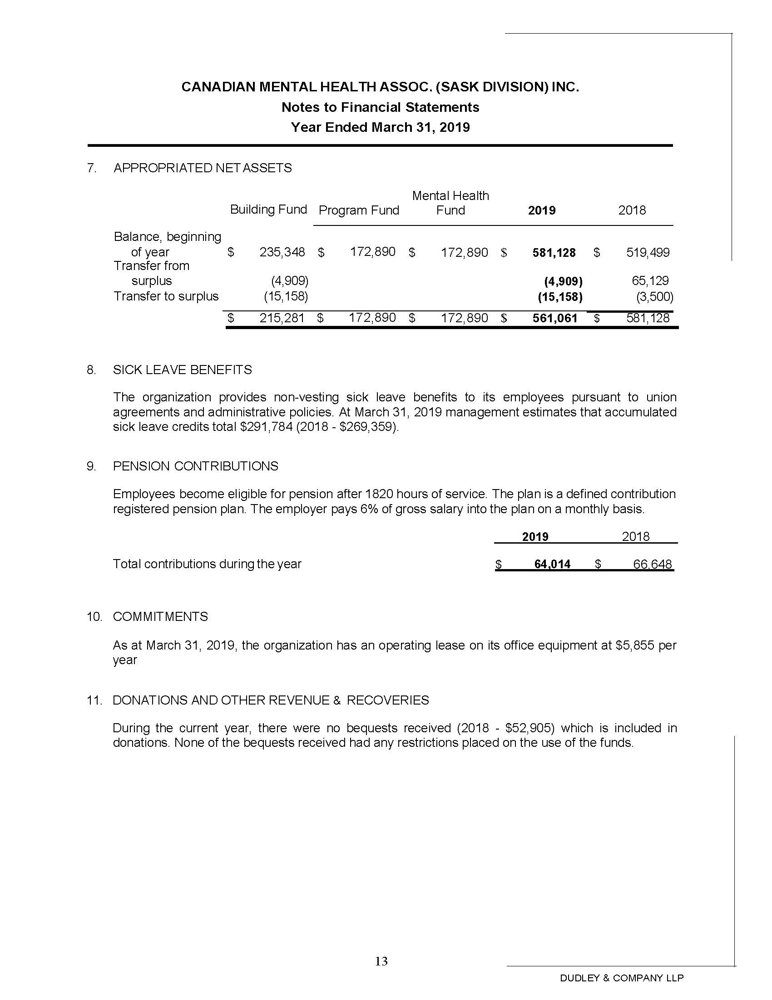 CANADIAN MENTAL HEALTH ASSOC. (SASK DIVISION) INC.
Notes to Financial Statements
Year Ended March 31, 2019
7. APPROPRIATED NET ASSETS
Mental Health
Building Fund Program Fund Fund 2019 2018
Balance, beginning
of year $ 235,348 $ 172,890 $ 172,890 $ 581,128 $ 519,499
Transfer from
surplus (4,909) (4,909) 65,129
Transfer to surplus (15,158) (15,158) (3,500)
$ 215,281 $ 172,890 $ 172,890 $ 561,061 $ 581,128
8. SICK LEAVE BENEFITS
The organization provides non-vesting sick leave benefits to its employees pursuant to union
agreements and administrative policies. At March 31, 2019 management estimates that accumulated
sick leave credits total $291,784 (2018 - $269,359).
9. PENSION CONTRIBUTIONS
Employees become eligible for pension after 1820 hours of service. The plan is a defined contribution
registered pension plan. The employer pays 6% of gross salary into the plan on a monthly basis.
2019 2018
Total contributions during the year $ 64,014 $ 66,648
10. COMMITMENTS
As at March 31, 2019, the organization has an operating lease on its office equipment at $5,855 per
year
11. DONATIONS AND OTHER REVENUE & RECOVERIES
During the current year, there were no bequests received (2018 - $52,905) which is included in
donations. None of the bequests received had any restrictions placed on the use of the funds.
13
DUDLEY & COMPANY LLP